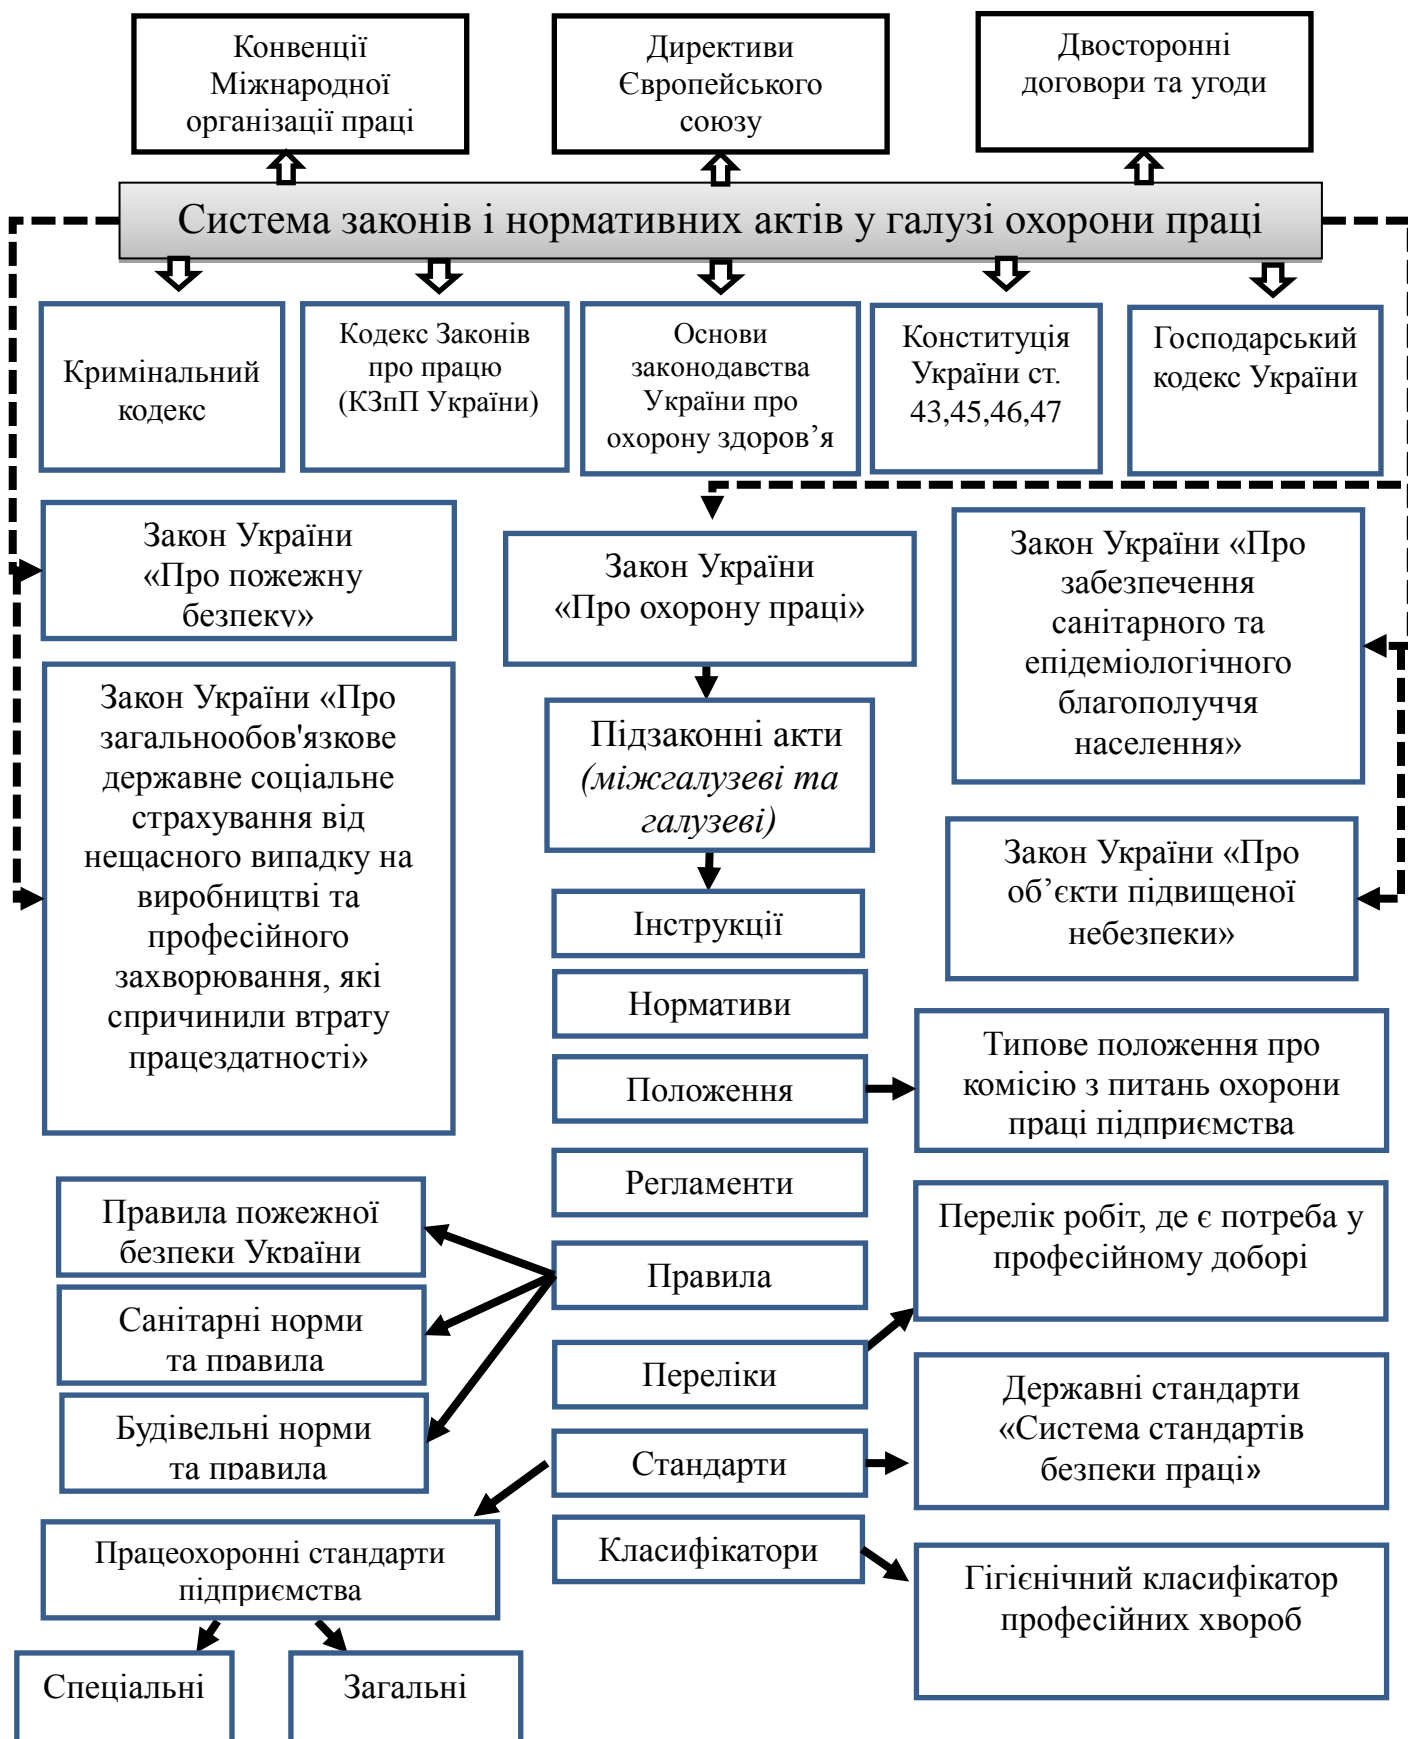 Конвенції
Міжнародної
організації праці
Директиви
Європейського
союзу
Двосторонні
договори та угоди
Система законів і нормативних актів у галузі охорони праці
Кримінальний
кодекс
Кодекс Законів
про працю
(КЗпП України)
Основи
законодавства
України про
охорону здоров’я
Конституція
України ст.
43,45,46,47
Господарський
кодекс України
Закон України
«Про пожежну
безпеку»
Закон України
«Про охорону праці»
Закон України «Про
забезпечення
санітарного та
епідеміологічного
благополуччя
населення»
Закон України «Про
загальнообов'язкове
державне соціальне
страхування від
нещасного випадку на
виробництві та
професійного
захворювання, які
спричинили втрату
працездатності»
Підзаконні акти
(міжгалузеві та
галузеві)
Закон України «Про
об’єкти підвищеної
небезпеки»
Інструкції
Нормативи
Положення
Типове положення про
комісію з питань охорони
праці підприємства
Регламенти
Правила пожежної
безпеки України
Перелік робіт, де є потреба у
професійному доборі
Правила
Санітарні норми
та правила
Переліки
Будівельні норми
та правила
Державні стандарти
«Система стандартів
безпеки праці»
Стандарти
Працеохоронні стандарти
підприємства
Класифікатори
Гігієнічний класифікатор
професійних хвороб
Спеціальні
Загальні